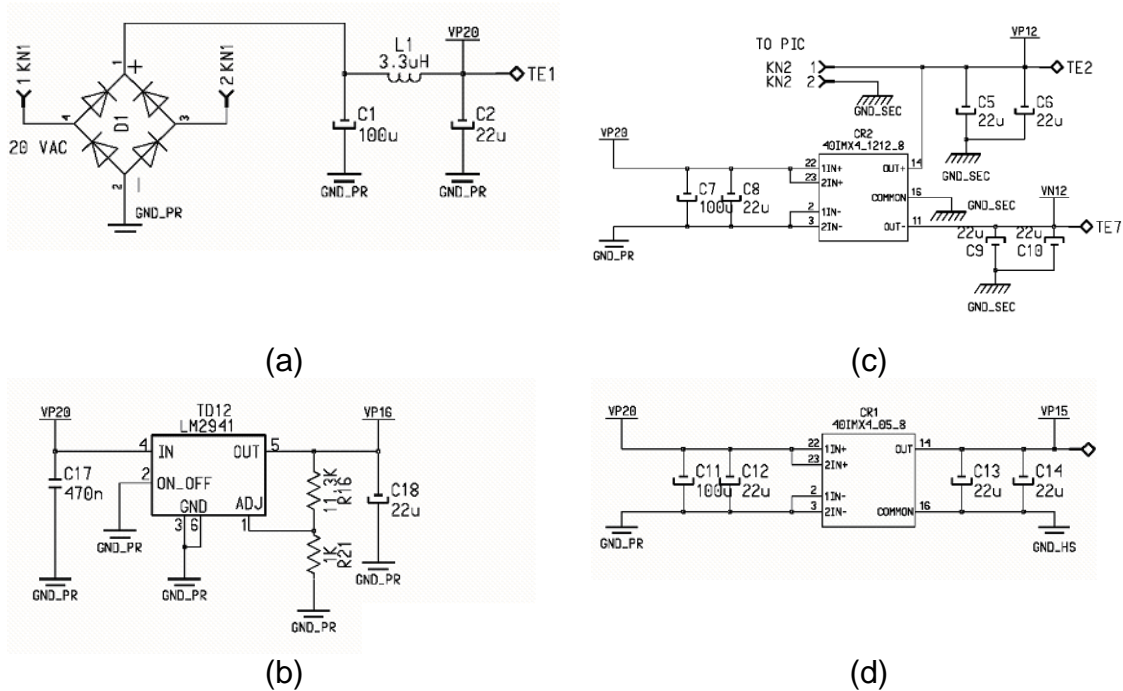 VP20
L1
3.3uH
TE1
1
+
1 KN1
2 KN1
D1
4
3
20 VAC
C1
100u
C2
22u
2
GND_PR
GND_PR
GND_PR
(a)
VP12
TO PIC
KN2 1
KN2 2
TE2
GND_SEC
C5
22u
C6
22u
VP20
CR2
40IMX4_1212_8
GND_SEC
22 1IN+ OUT+ 14
23 2IN+
C7
100u
C8
22u
COMMON 16
GND_SEC
VN12
2 1IN-
3 2IN- OUT- 11
TE7
22u
C9
22u
C10
GND_PR
GND_SEC
(c)
VP20
TD12
LM2941
VP16
4 IN OUT 5
2 ON_OFF
C17
470n
GND
ADJ
3 6 1
11.3K
R16
C18
22u
GND_PR
1K
R21
GND_PR
GND_PR
GND_PR
GND_PR
(b)
VP20
CR1
40IMX4_05_8
VP15
22 1IN+ OUT 14
23 2IN+
C11
100u
C12
22u
C13
22u
C14
22u
2 1IN-
3 2IN- COMMON 16
GND_PR
GND_HS
(d)